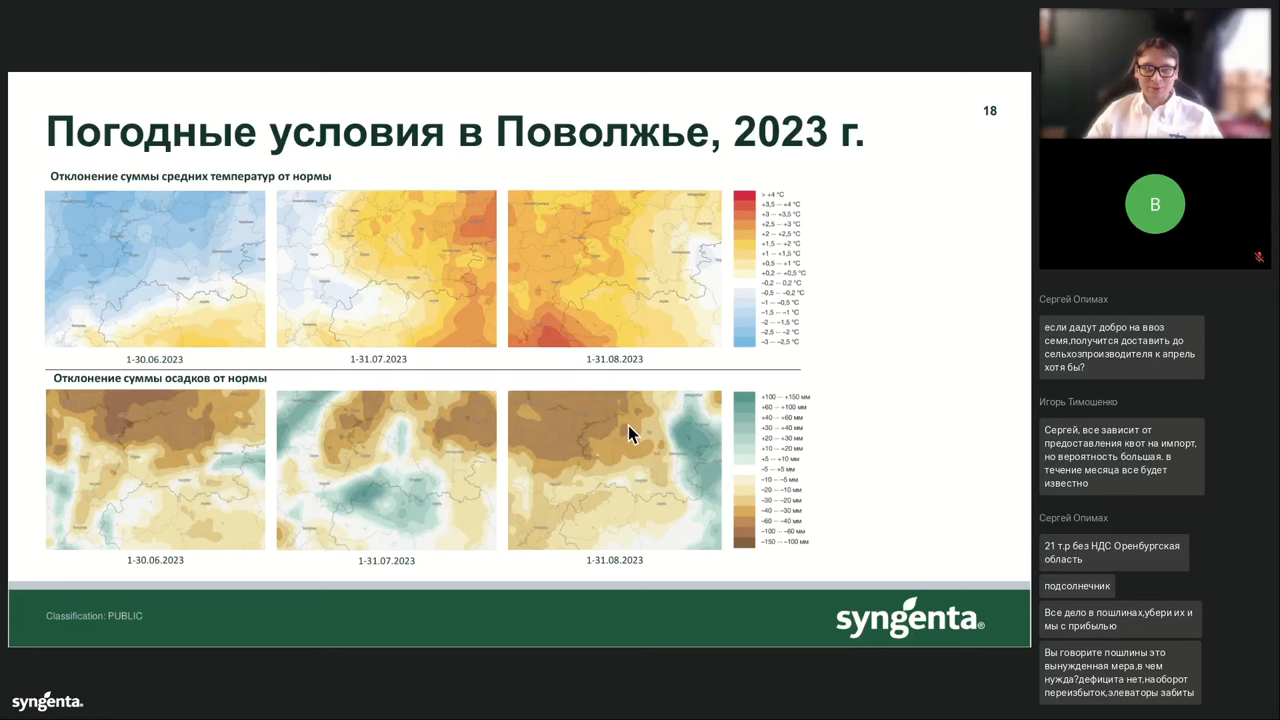 18
Погодные условия в Поволжье, 2023 г.
Отклонение суммы средних температур от нормы
> +4 °C
+3,5 ... +4 °C
+3 ... +3,5 °C
+2,5 ... +3 °C
+2 ... +2,5 °C
+1,5 ... +2 °C
+1 ... +1,5 °C
+0,5 ... +1 °C
+0,2 ... +0,5 °C
–0,2 ... 0,2 °C
–0,5 ... –0,2 °C
–1 ... –0,5 °C
–1,5 ... –1 °C
–2 ... –1,5 °C
–2,5 ... –2 °C
–3 ... –2,5 °C
1-30.06.2023
1-31.07.2023
1-31.08.2023
Отклонение суммы осадков от нормы
+100 ... +150 мм
+60 ... +100 мм
+40 ... +60 мм
+30 ... +40 мм
+20 ... +30 мм
+10 ... +20 мм
+5 ... +10 мм
–5 ... +5 мм
–10 ... –5 мм
–20 ... –10 мм
–30 ... –20 мм
–40 ... –30 мм
–60 ... –40 мм
–100 ... –60 мм
–150 ... –100 мм
1-30.06.2023
1-31.07.2023
1-31.08.2023
Classification: PUBLIC
syngenta®
syngenta.
В
Сергей Опимах
если дадут добро на ввоз
семя,получится доставить до
сельхозпроизводителя к апрель
хотя бы?
Игорь Тимошенко
Сергей, все зависит от
предоставления квот на импорт,
но вероятность большая. в
течение месяца все будет
известно
Сергей Опимах
21 т.р без НДС Оренбургская
область
подсолнечник
Все дело в пошлинах,убери их и
мы с прибылью
Вы говорите пошлины это
вынужденная мера,в чем
нужда?дефицита нет,наоборот
переизбыток,элеваторы забиты